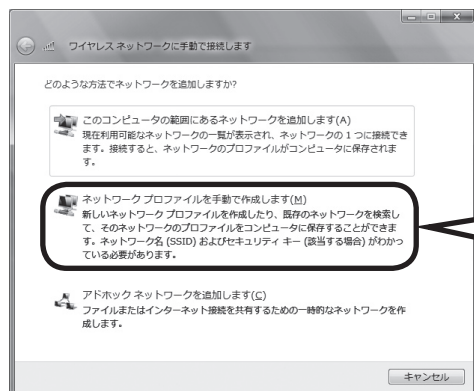 ワイヤレス ネットワークに手動で接続します
どのような方法でネットワークを追加しますか?
このコンピュータの範囲にあるネットワークを追加します(A)
現在利用可能なネットワークの一覧が表示され、ネットワークの 1 つに接続でき
ます。接続すると、ネットワークのプロファイルがコンピュータに保存されま
す。
ネットワーク プロファイルを手動で作成します(M)
新しいネットワーク プロファイルを作成したり、既存のネットワークを検索し
て、そのネットワークのプロファイルをコンピュータに保存することができま
す。ネットワーク名 (SSID) およびセキュリティ キー (該当する場合) がわかっ
ている必要があります。
アドホック ネットワークを追加します(C)
ファイルまたはインターネット接続を共有するための一時的なネットワークを作
成します。
キャンセル